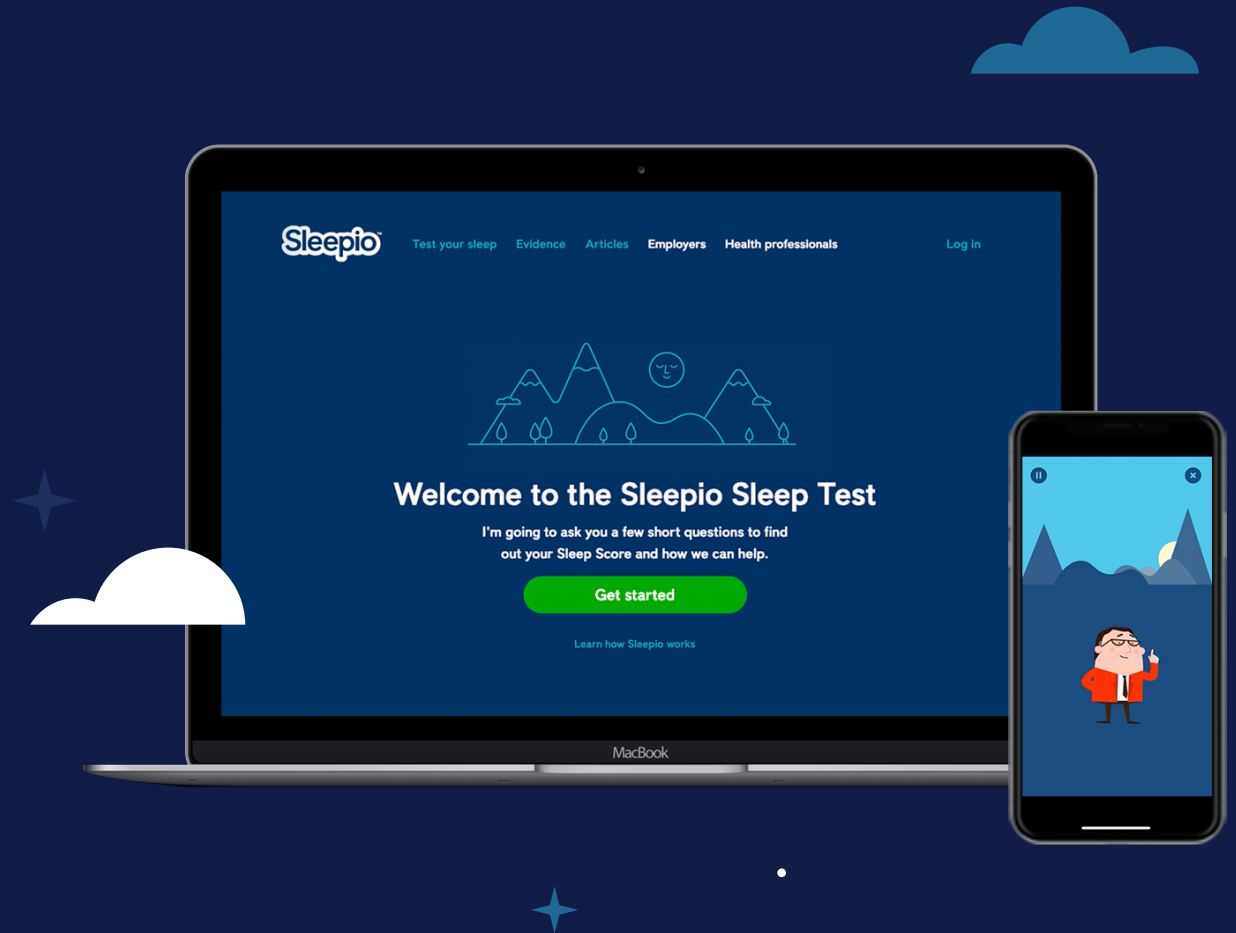 Sleepio™ Test your sleep Evidence Articles Employers Health professionals Log in
Welcome to the Sleepio Sleep Test
I'm going to ask you a few short questions to find
out your Sleep Score and how we can help.
Get started
Learn how Sleepio works
MacBook